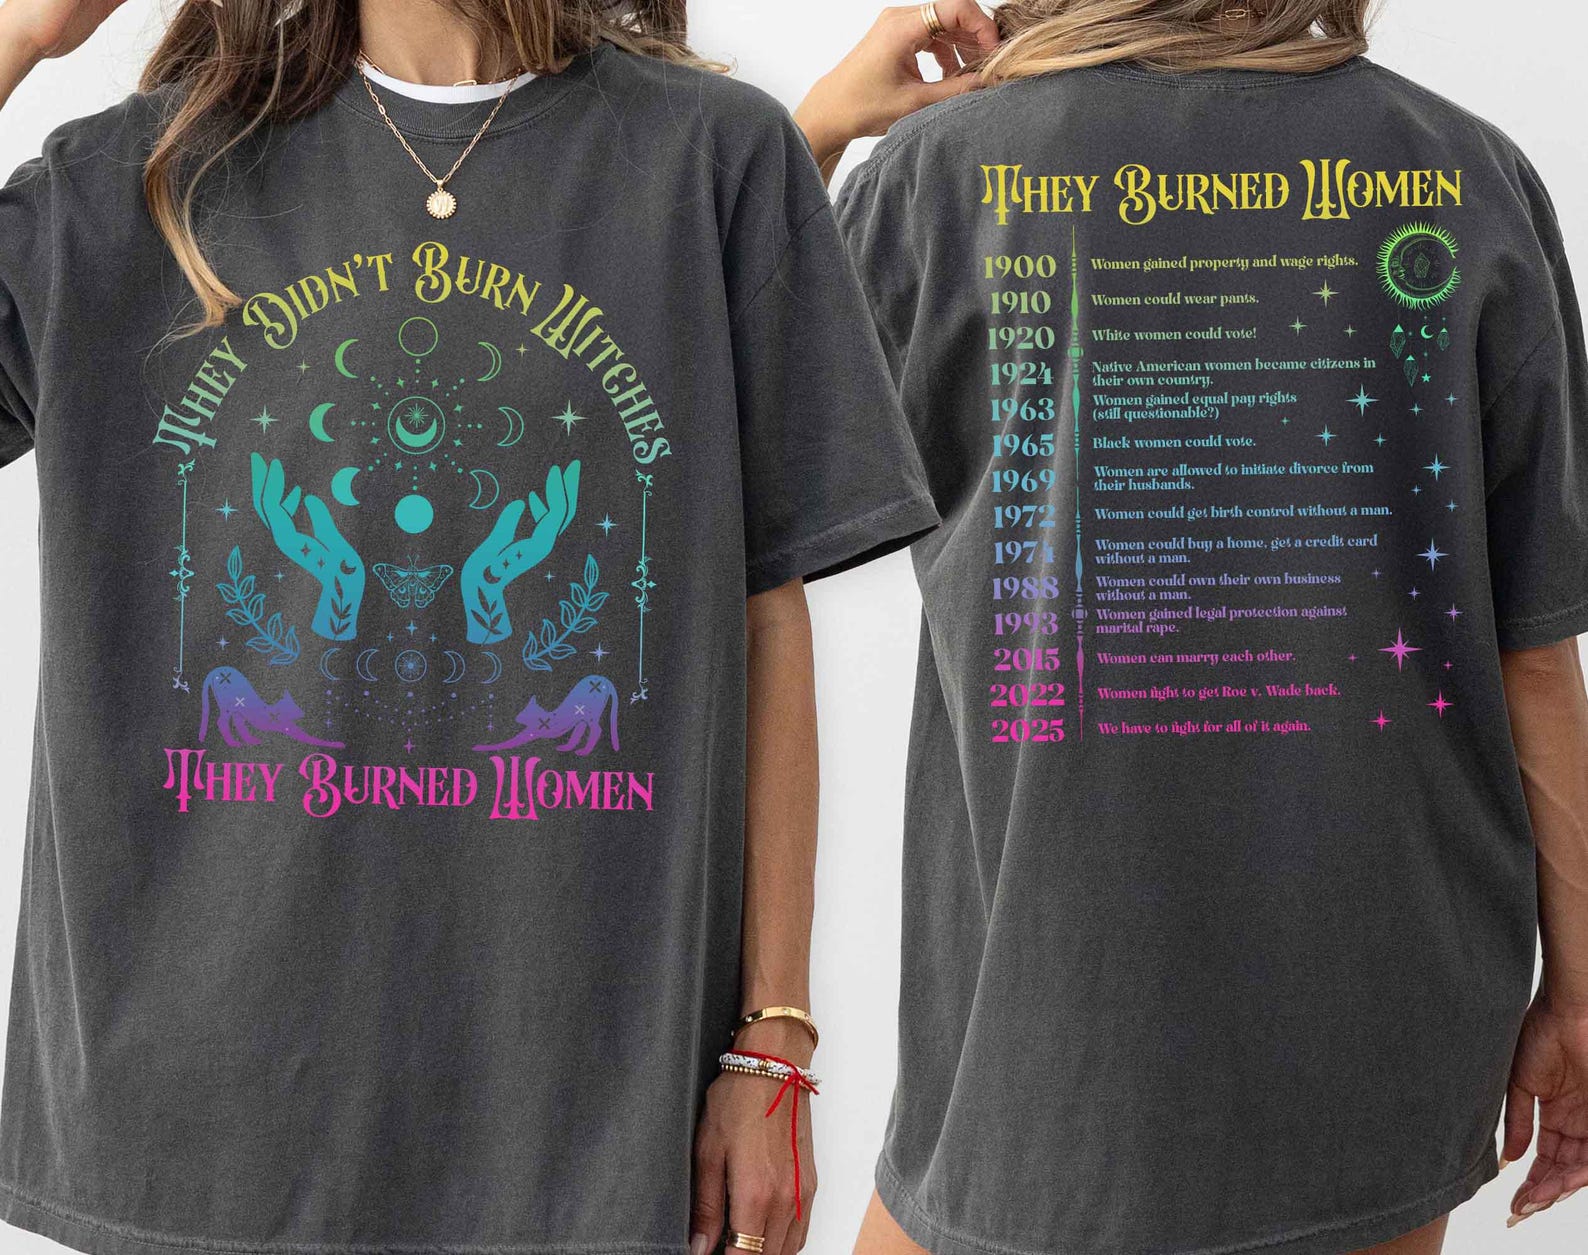 They Didn't Burn Witches
They Burned Women
They Burned Women
1900 Women gained property and wage rights.
1910 Women could wear pants.
1920 White women could vote!
1924 Native American women became citizens in
their own country.
1963 Women gained equal pay rights
(still questionable?)
1965 Black women could vote.
1969 Women are allowed to initiate divorce from
their husbands.
1972 Women could get birth control without a man.
1974 Women could buy a home, get a credit card
without a man.
1988 Women could own their own business
without a man.
1993 Women gained legal protection against
marital rape.
2015 Women can marry each other.
2022 Women fight to get Roe v. Wade back.
2025 We have to fight for all of it again.